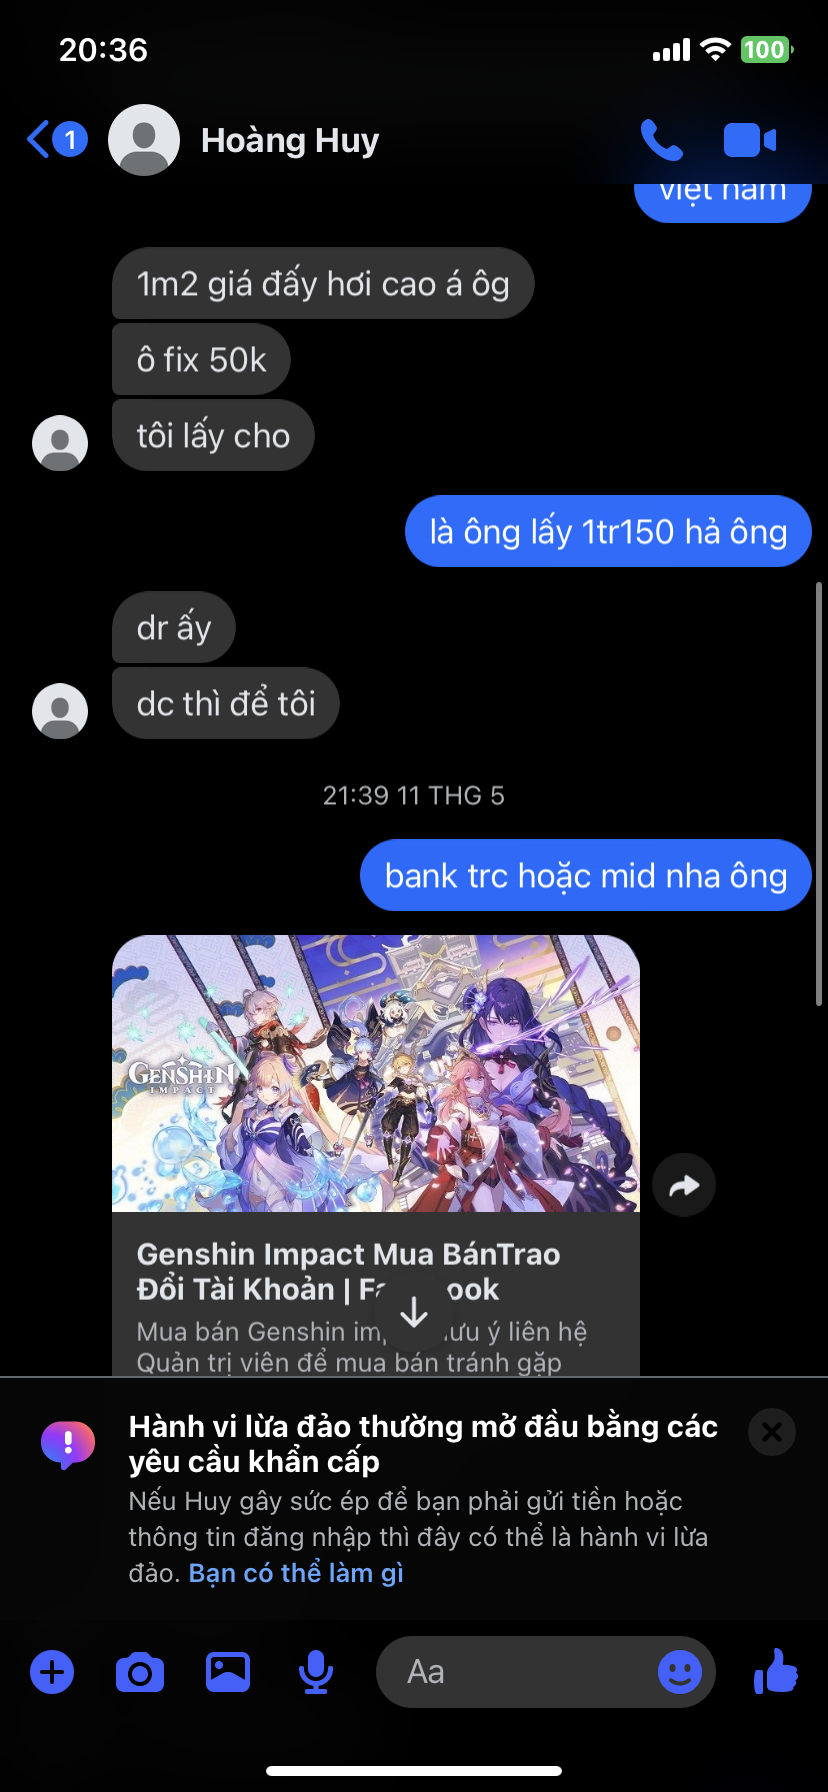 20:36
100
1
Hoàng Huy
việt nam
1m2 giá đấy hơi cao á ôg
ô fix 50k
tôi lấy cho
là ông lấy 1tr150 hả ông
dr ấy
dc thì để tôi
21:39 11 THG 5
bank trc hoặc mid nha ông
GENSHIN
IMPACT
Genshin Impact Mua BánTrao
Đổi Tài Khoản |
Mua bán Genshin liên hệ
Quản trị viên để mua bán tránh gặp
Hành vi lừa đảo thường mở đầu bằng các
yêu cầu khẩn cấp
Nếu Huy gây sức ép để bạn phải gửi tiền hoặc
thông tin đăng nhập thì đây có thể là hành vi lừa
đảo. Bạn có thể làm gì
Aa